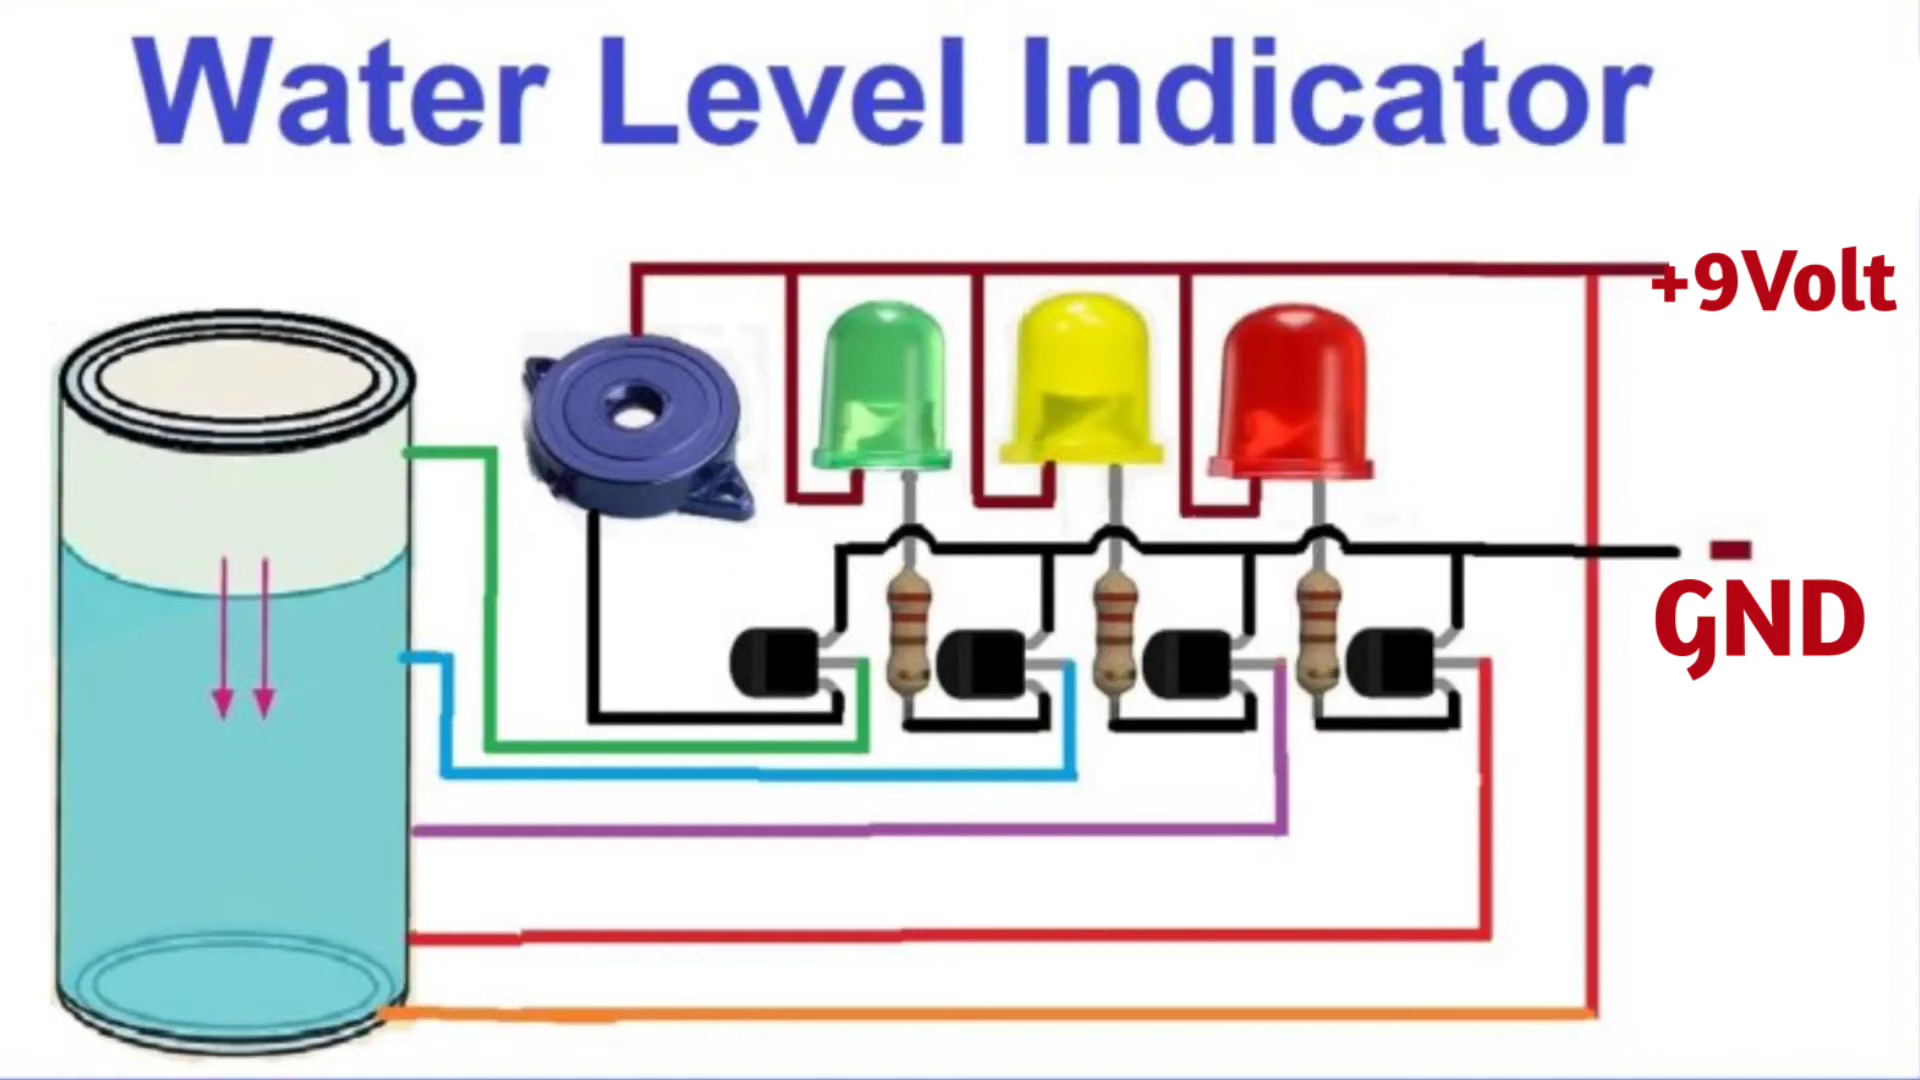 Water Level Indicator
+9Volt
-
GND